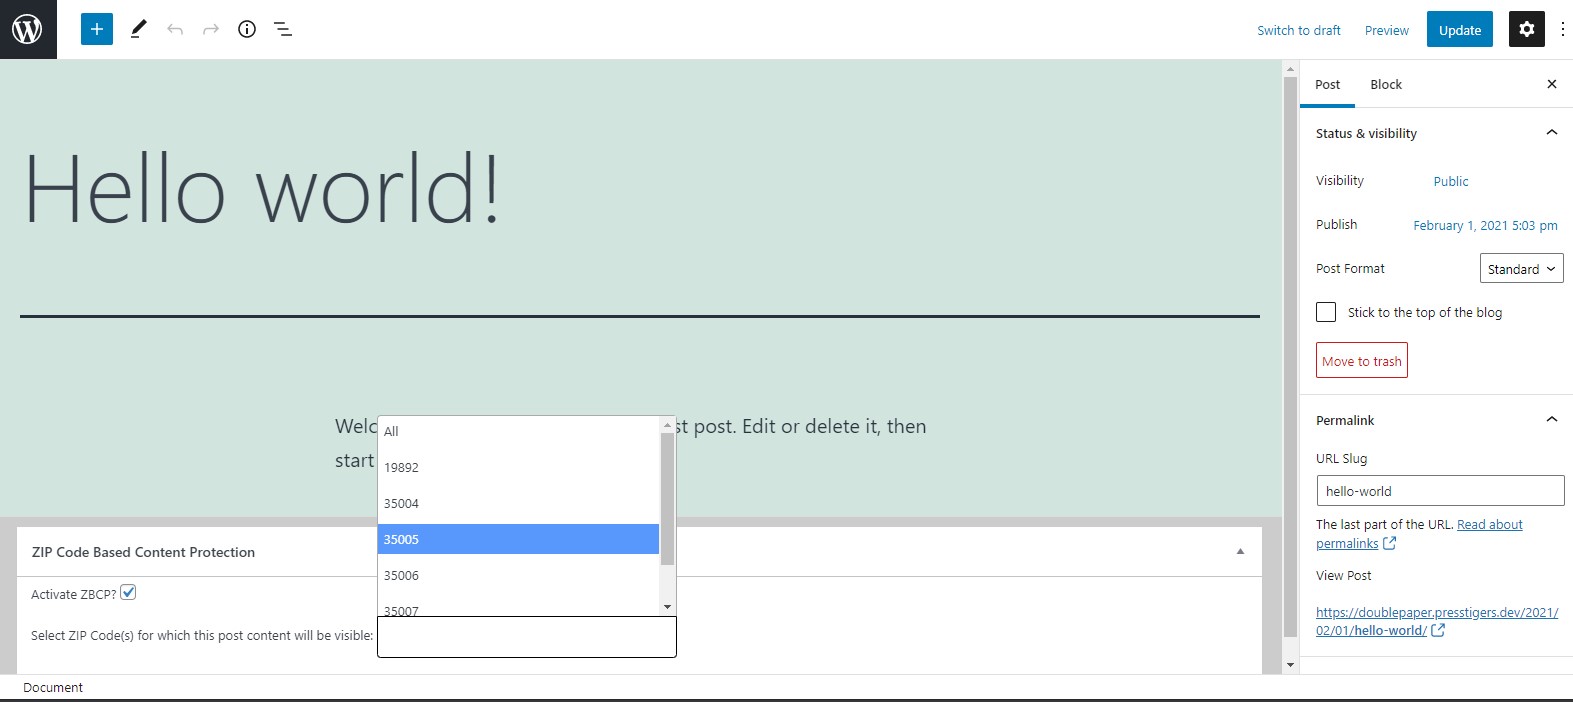 Switch to draft
Preview
Update
Hello world!
Welc
st post. Edit or delete it, then
start
All
19892
35004
35005
35006
35007
ZIP Code Based Content Protection
Activate ZBCP?
Select ZIP Code(s) for which this post content will be visible:
Document
Post
Block
Status & visibility
Visibility
Public
Publish
February 1, 2021 5:03 pm
Post Format
Standard
Stick to the top of the blog
Move to trash
Permalink
URL Slug
hello-world
The last part of the URL. Read about
permalinks
View Post
https://doublepaper.presstigers.dev/2021/
02/01/hello-world/